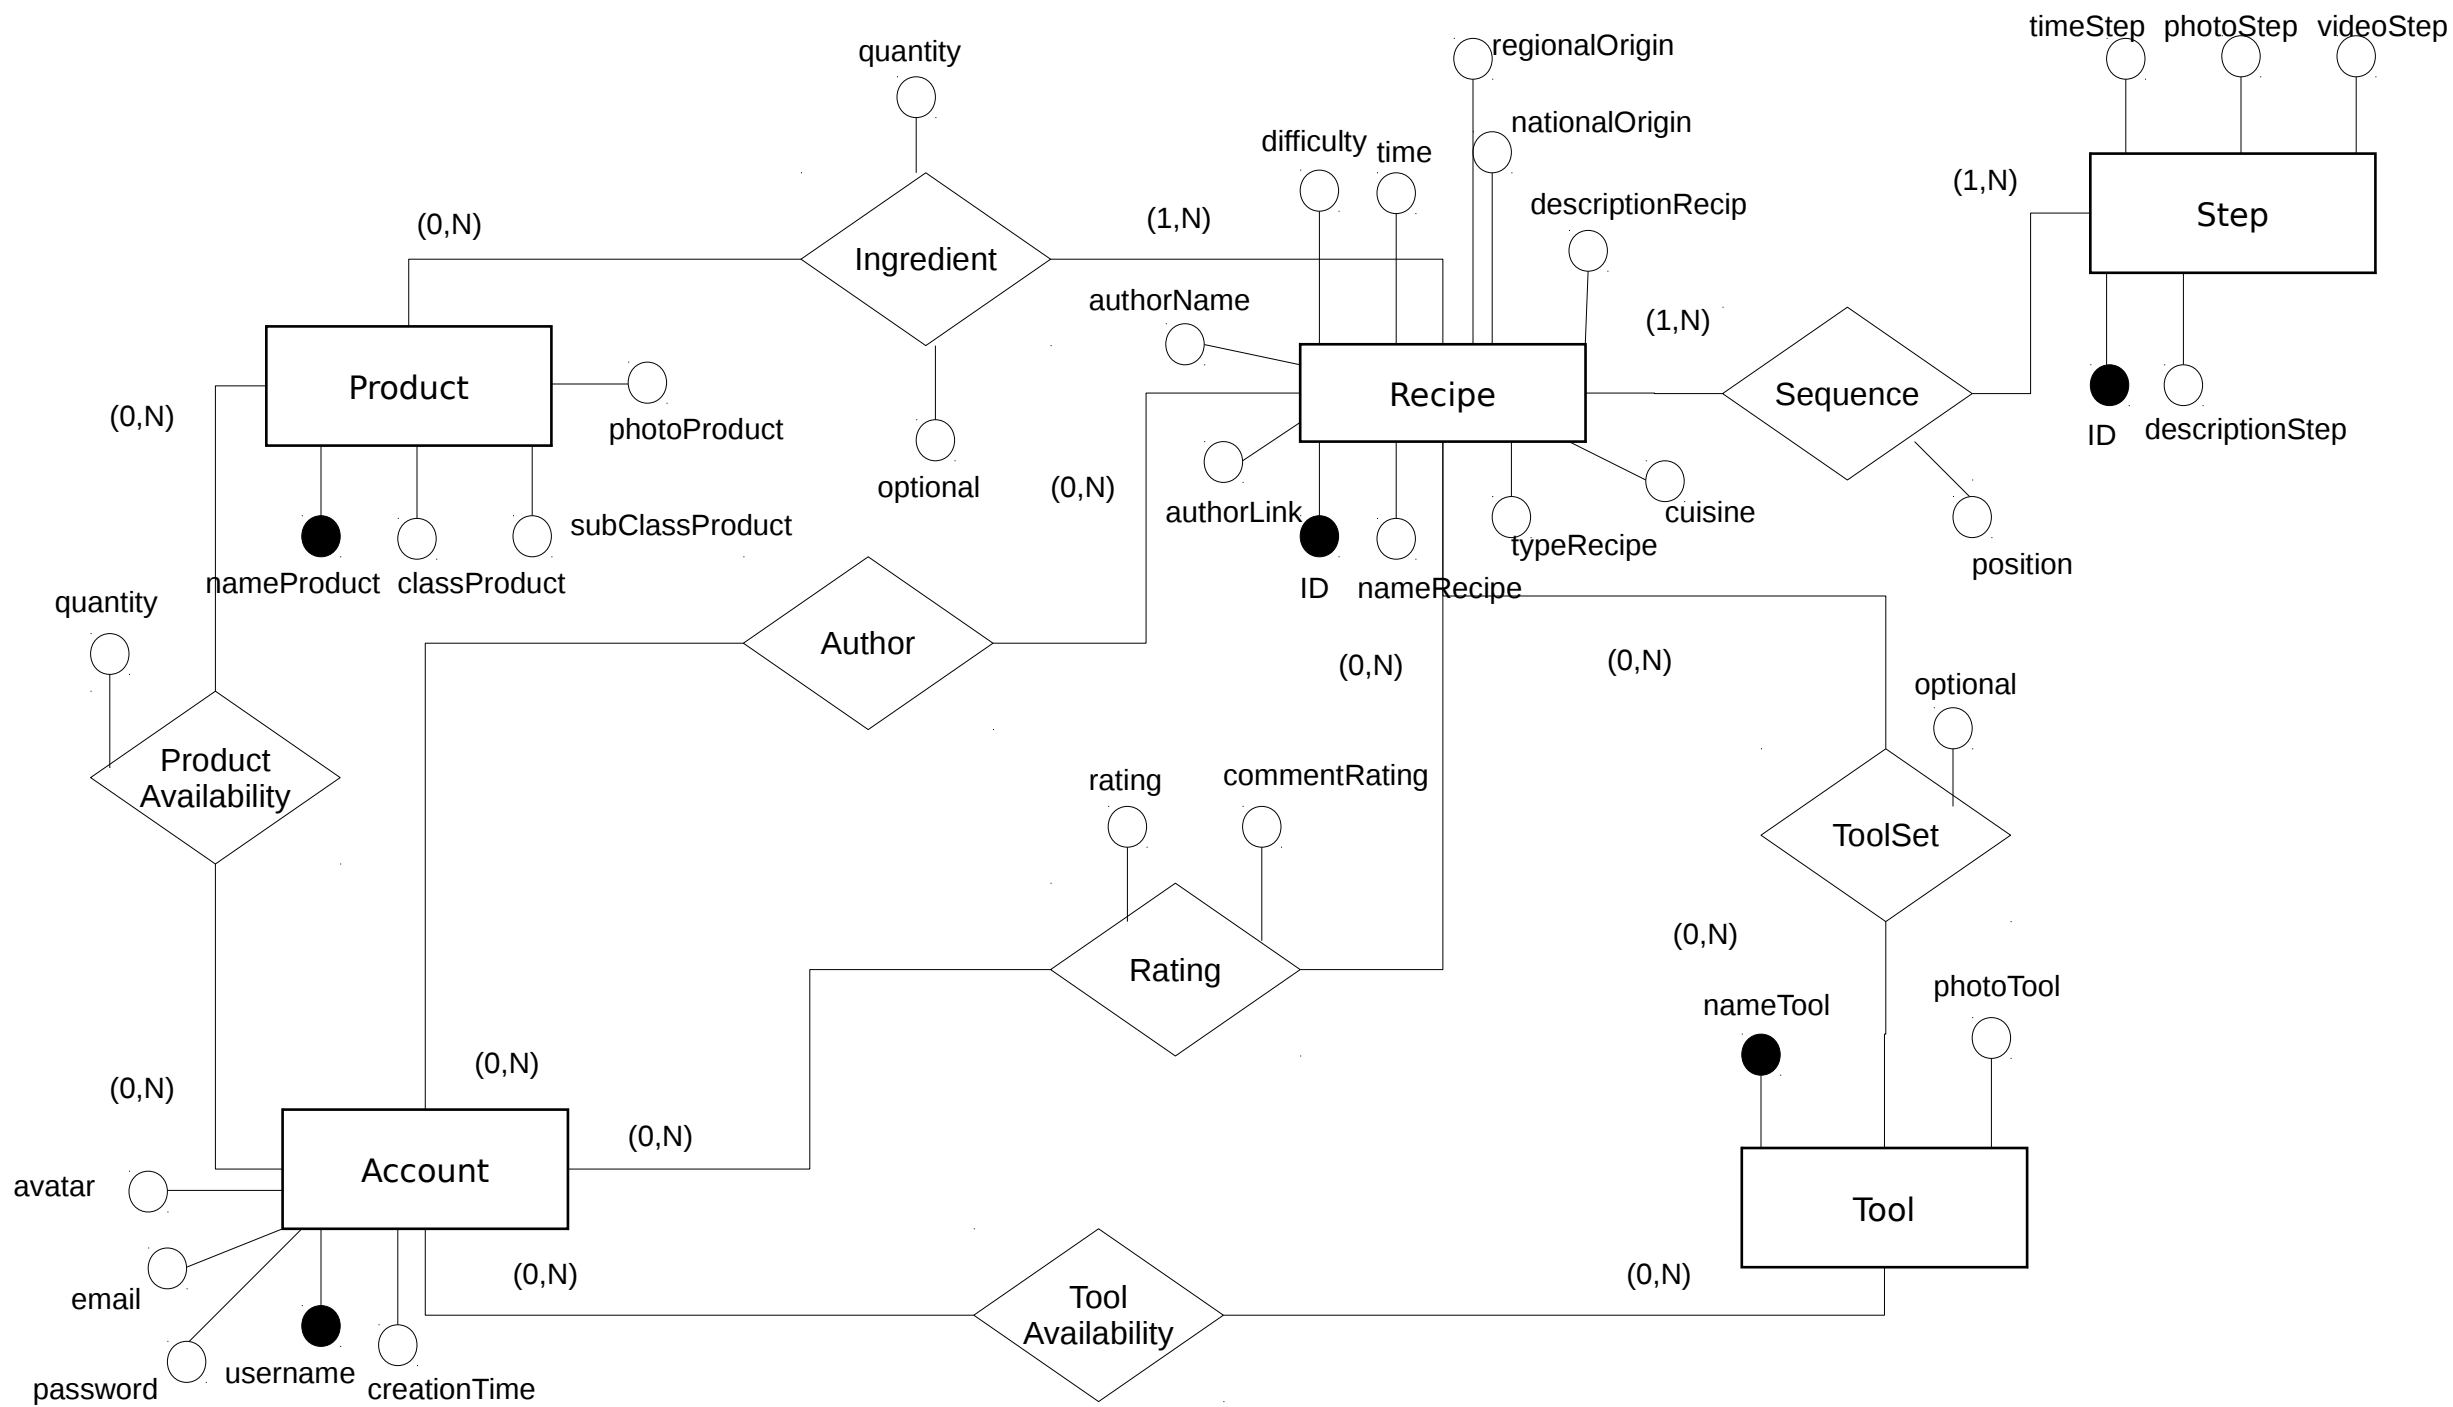 timeStep
photoStep
videoStep
regionalOrigin
quantity
nationalOrigin
difficulty
time
(1,N)
Step
descriptionRecip
(0,N)
(1,N)
Ingredient
authorName
(1,N)
Product
Recipe
Sequence
(0,N)
photoProduct
ID
descriptionStep
optional
(0,N)
authorLink
cuisine
subClassProduct
typeRecipe
position
nameProduct
classProduct
ID
nameRecipe
quantity
Author
(0,N)
(0,N)
optional
Product
Availability
rating
commentRating
ToolSet
(0,N)
Rating
photoTool
nameTool
(0,N)
(0,N)
(0,N)
Account
avatar
Tool
(0,N)
(0,N)
email
Tool
Availability
username
password
creationTime